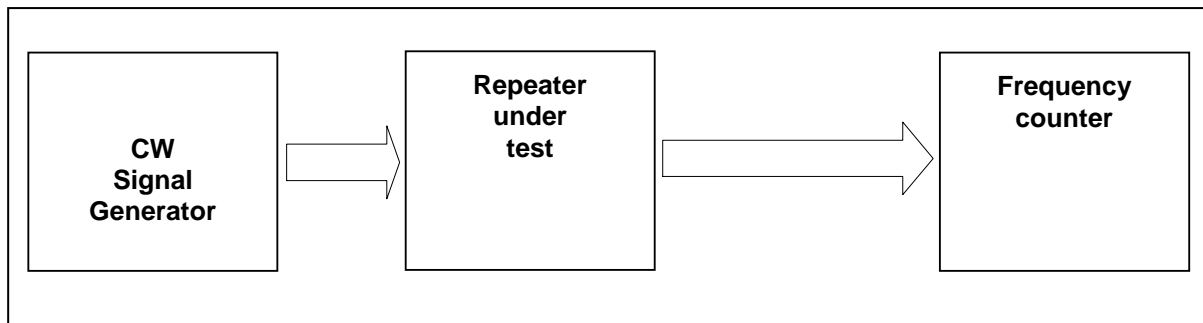 CW
Signal
Generator
Repeater
under
test
Frequency
counter